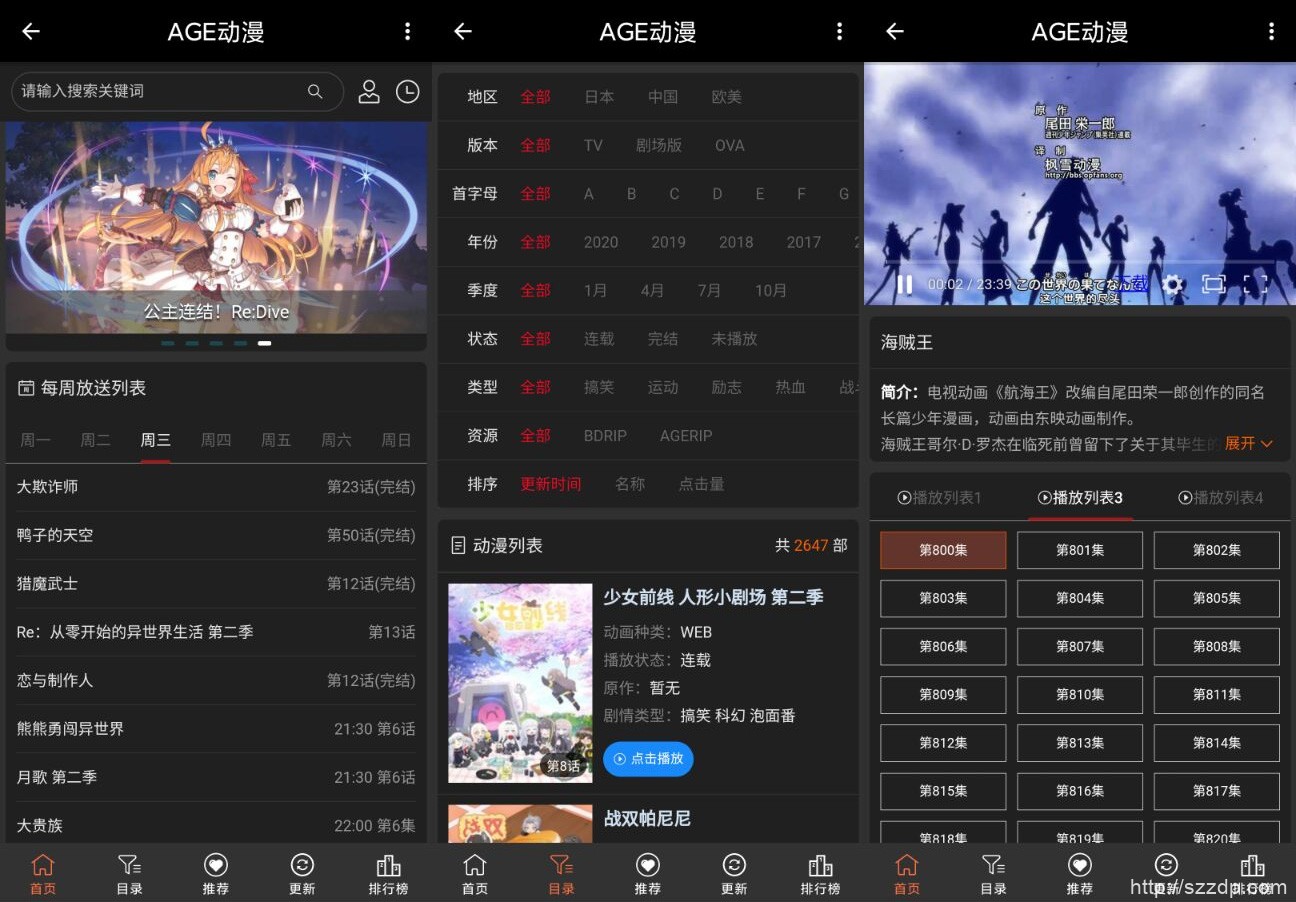 AGE动漫
请输入搜索关键词
公主连结！Re:Dive
每周放送列表
周一 周二 周三 周四 周五 周六 周日
大欺诈师 第23话(完结)
鸭子的天空 第50话(完结)
猎魔武士 第12话(完结)
Re：从零开始的异世界生活 第二季 第13话
恋与制作人 第12话(完结)
熊熊勇闯异世界 21:30 第6话
月歌 第二季 21:30 第6话
大贵族 22:00 第6集
首页 目录 推荐 更新 排行榜
AGE动漫
地区 全部 日本 中国 欧美
版本 全部 TV 剧场版 OVA
首字母 全部 A B C D E F G
年份 全部 2020 2019 2018 2017
季度 全部 1月 4月 7月 10月
状态 全部 连载 完结 未播放
类型 全部 搞笑 运动 励志 热血
资源 全部 BDRIP AGERIP
排序 更新时间 名称 点击量
动漫列表 共 2647 部
少女前线
第8话
少女前线 人形小剧场 第二季
动画种类：WEB
播放状态：连载
原作：暂无
剧情类型：搞笑 科幻 泡面番
点击播放
战双帕尼尼
首页 目录 推荐 更新 排行榜
AGE动漫
原 作
尾田 栄一郎
译 制
枫雪动漫
http://bbs.opfans.org
00:02 / 23:39 この世界の果てなん 下载
这个世界的尽头
海贼王
简介：电视动画《航海王》改编自尾田荣一郎创作的同名
长篇少年漫画，动画由东映动画制作。
海贼王哥尔·D·罗杰在临死前曾留下了关于其毕生的 展开
播放列表1 播放列表3 播放列表4
第800集 第801集 第802集
第803集 第804集 第805集
第806集 第807集 第808集
第809集 第810集 第811集
第812集 第813集 第814集
第815集 第816集 第817集
第818集 第819集 第820集
首页 目录 推荐 更新 排行榜
http://szzdp.com